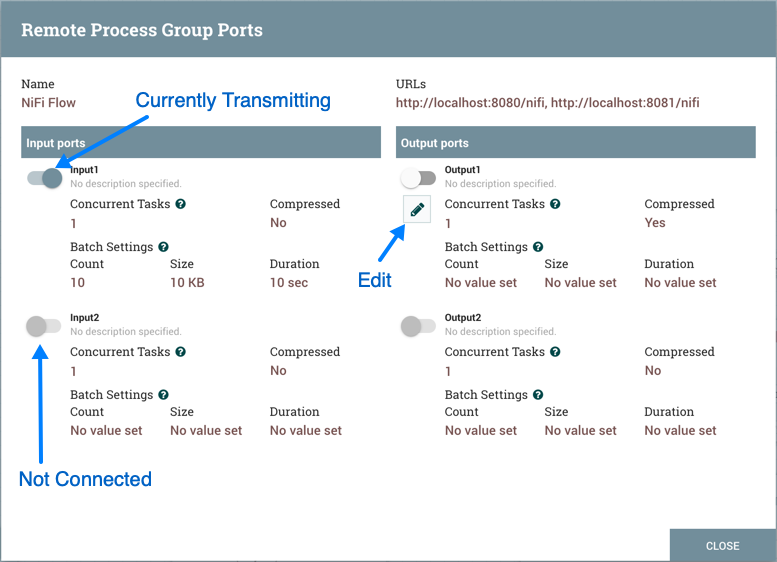 Remote Process Group Ports
Name
NiFi Flow
URLs
http://localhost:8080/nifi, http://localhost:8081/nifi
Currently Transmitting
Input ports
Input1
No description specified.
Concurrent Tasks ? Compressed
1 No
Batch Settings ?
Count Size Duration
10 10 KB 10 sec
Input2
No description specified.
Concurrent Tasks ? Compressed
1 No
Batch Settings ?
Count Size Duration
No value set No value set No value set
Not Connected
Output ports
Output1
No description specified.
Concurrent Tasks ? Compressed
1 Yes
Edit
Batch Settings ?
Count Size Duration
No value set No value set No value set
Output2
No description specified.
Concurrent Tasks ? Compressed
1 No
Batch Settings ?
Count Size Duration
No value set No value set No value set
CLOSE